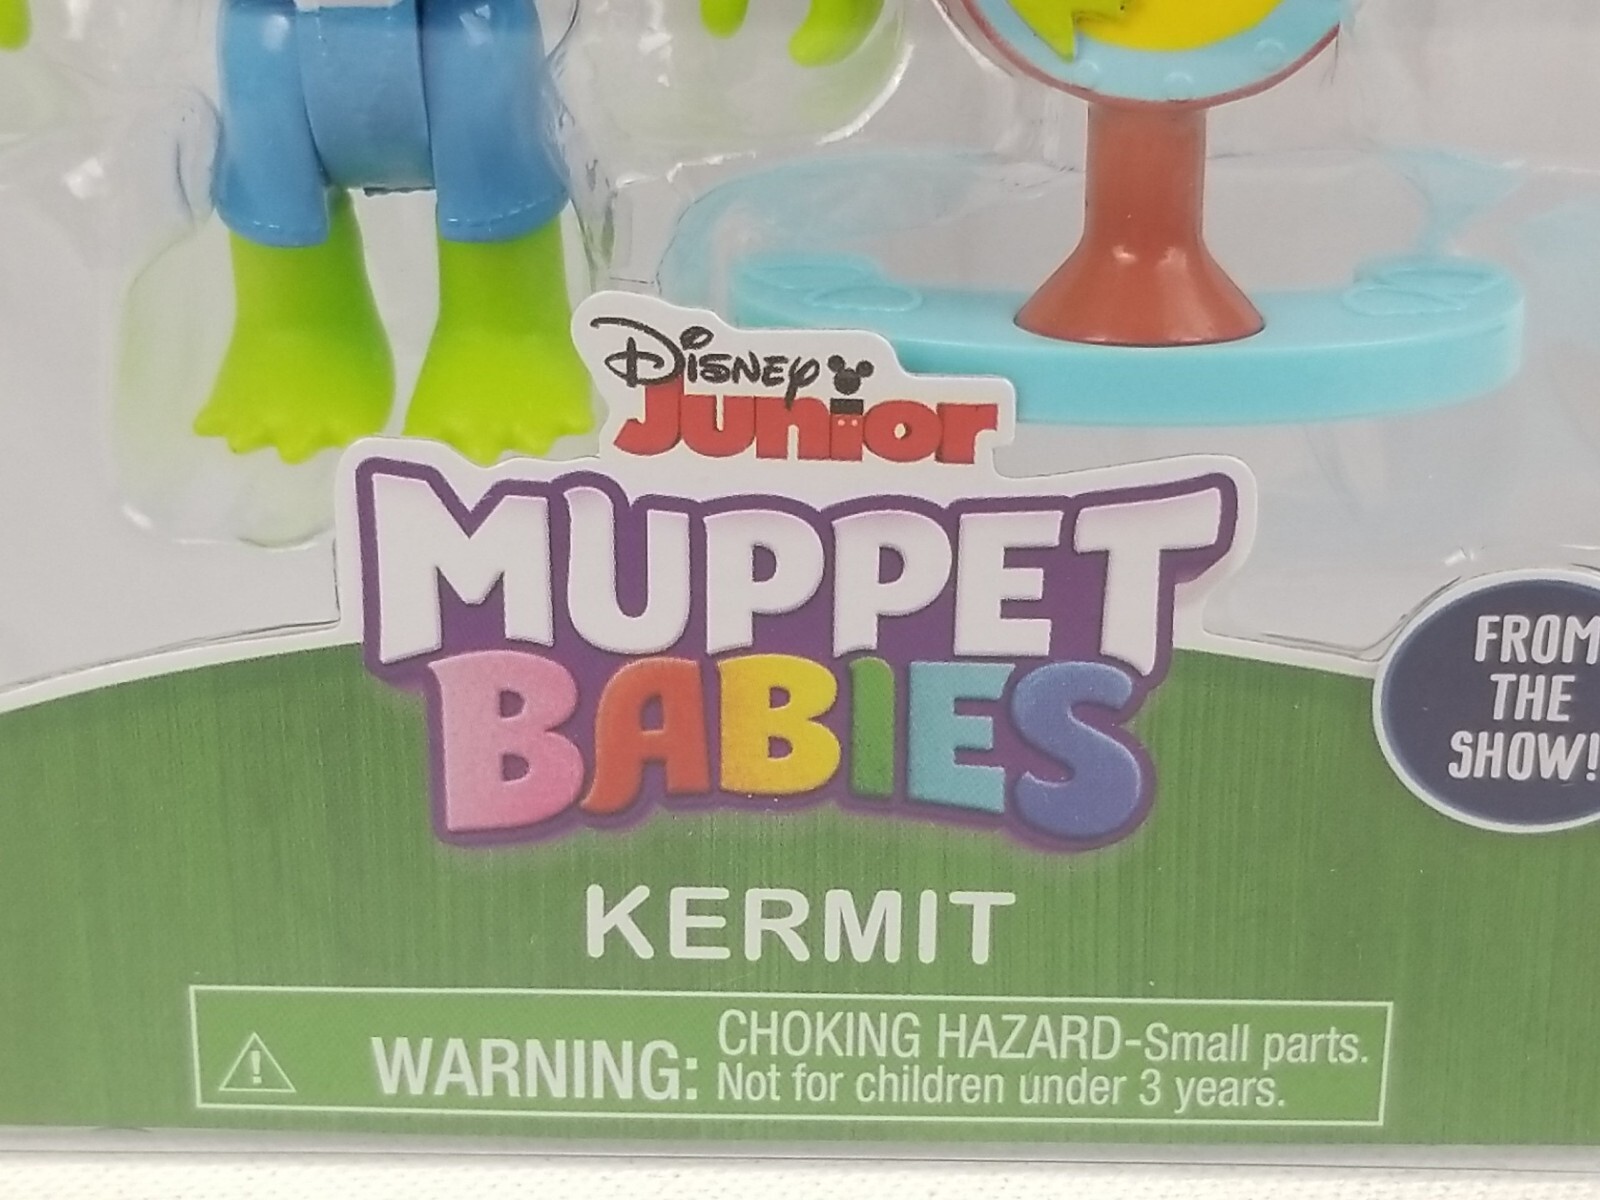 Disney
Junior
MUPPET
BABIES
FROM
THE
SHOW!
KERMIT
WARNING: CHOKING HAZARD-Small parts.
Not for children under 3 years.